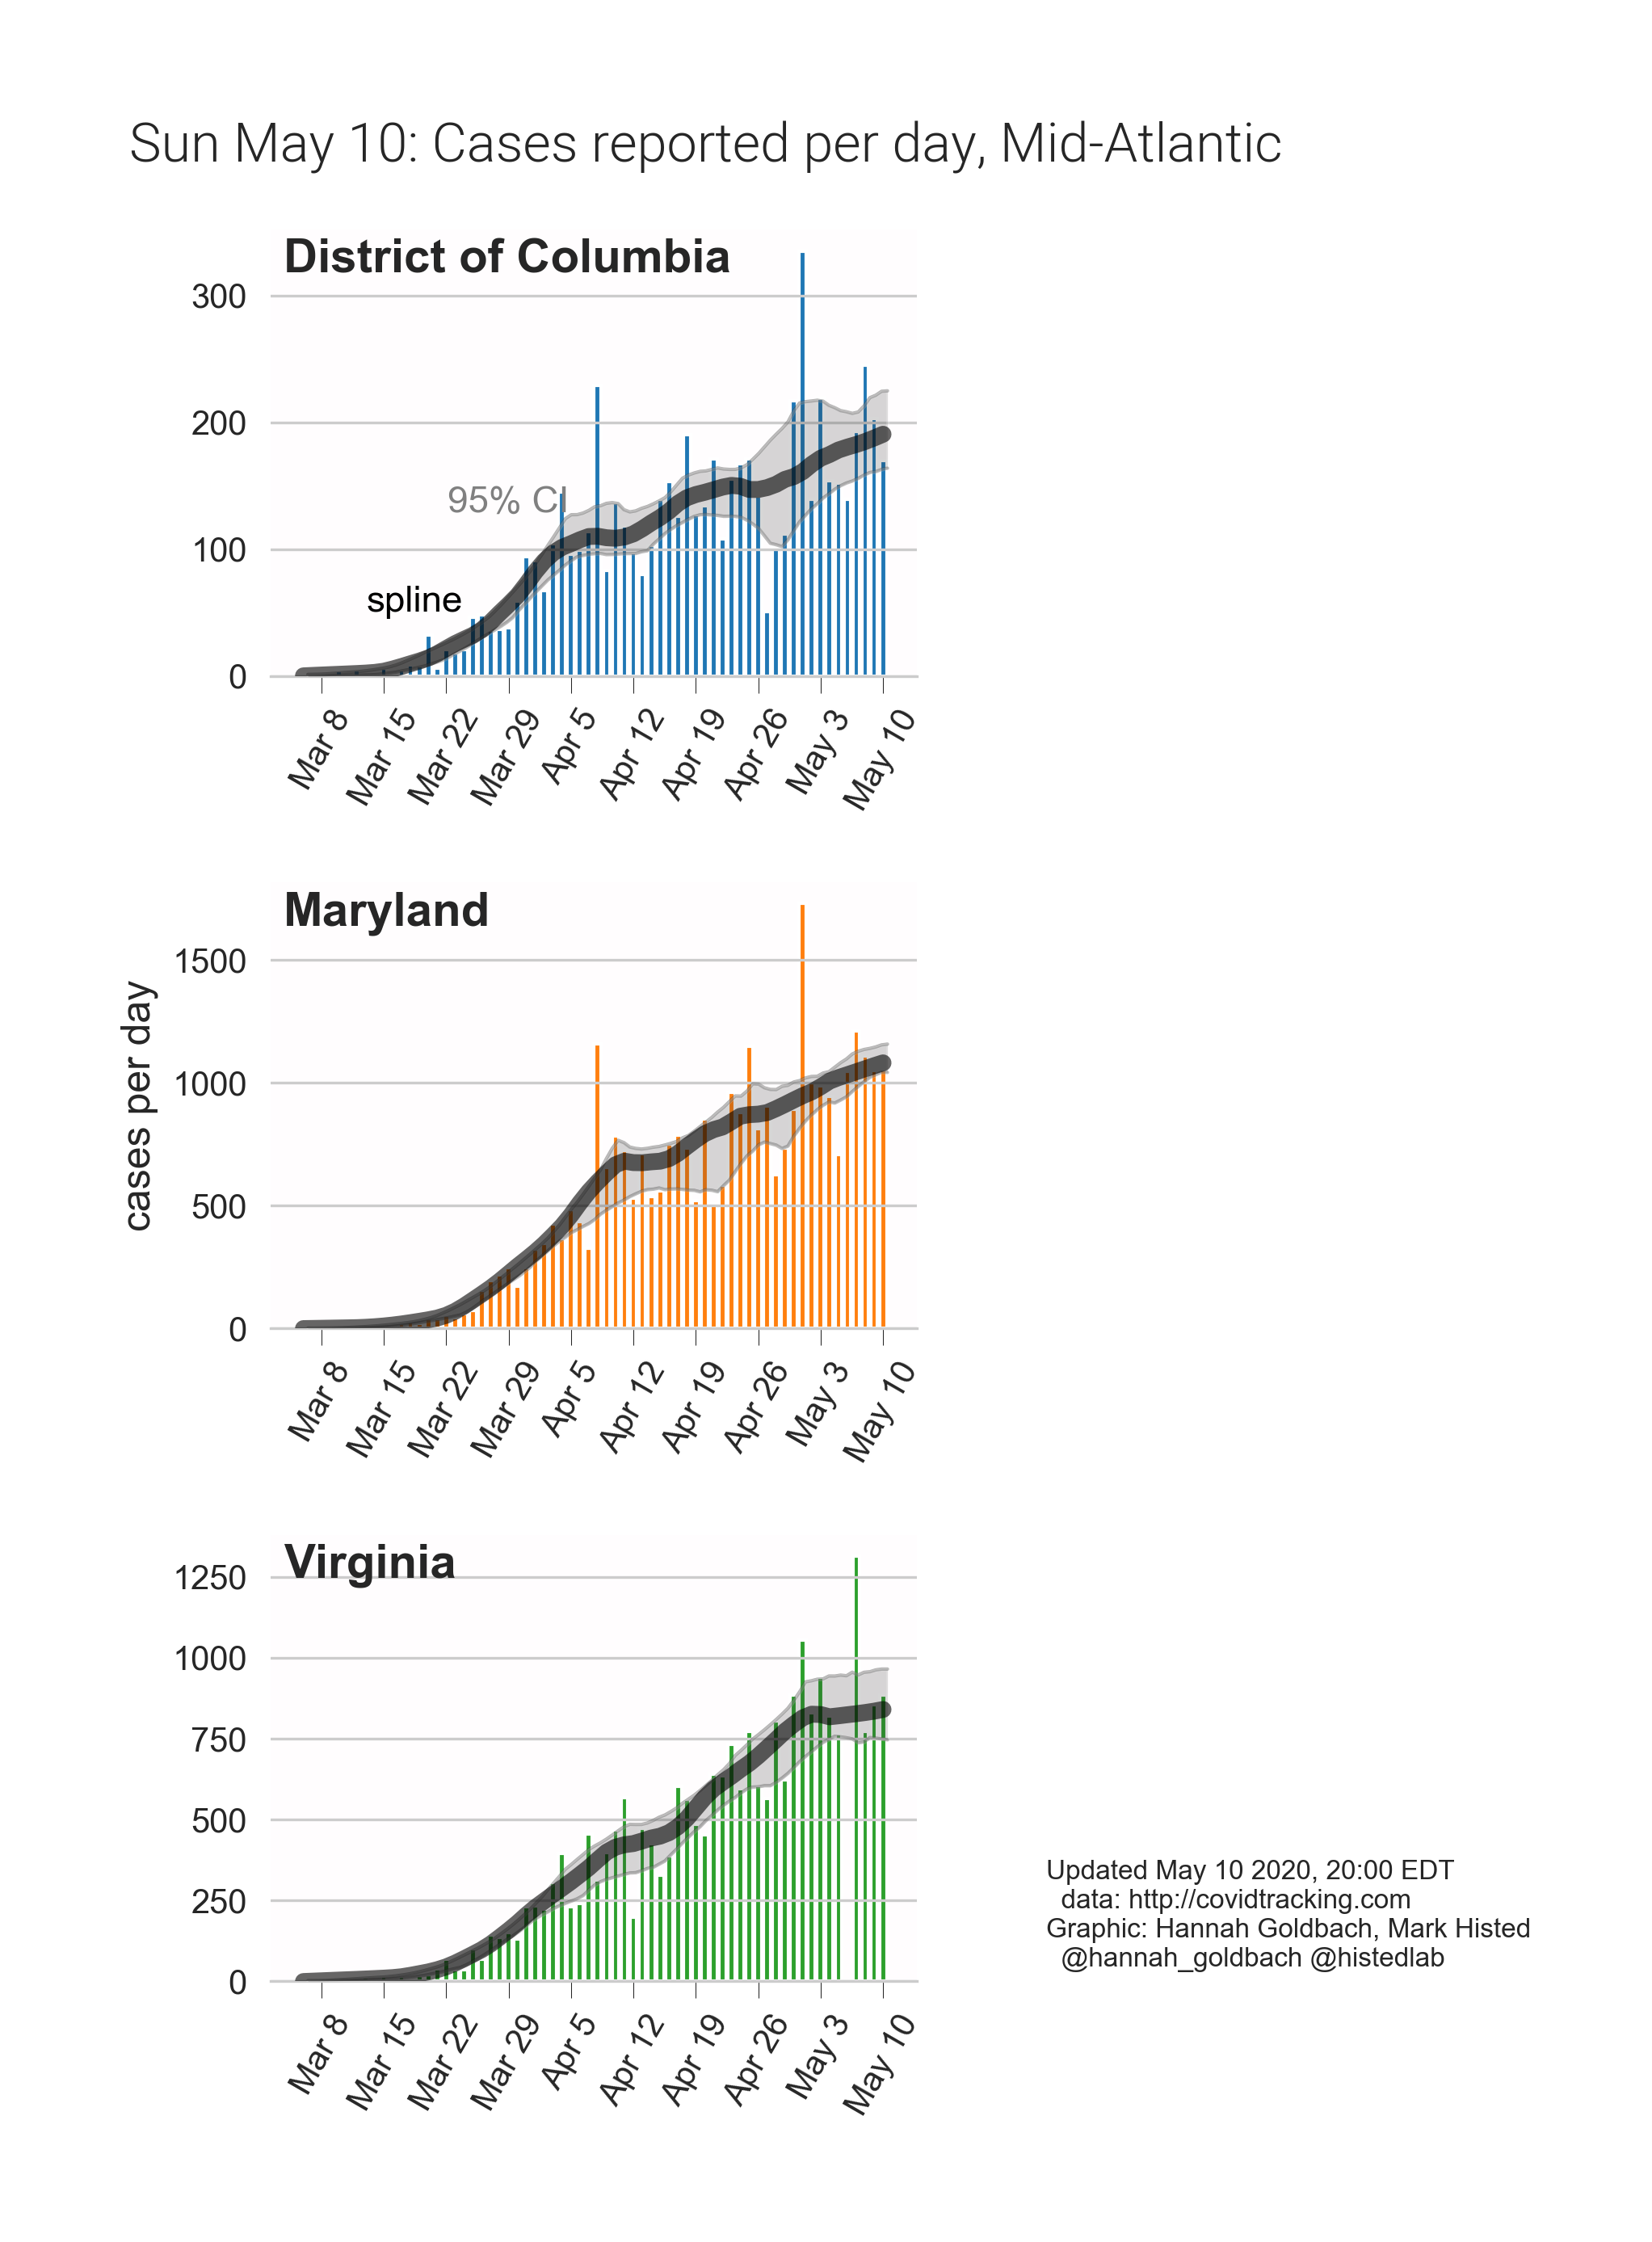 Sun May 10: Cases reported per day, Mid-Atlantic
District of Columbia
300
200
95% CI
100
spline
0
Mar 8
Mar 15
Mar 22
Mar 29
Apr 5
Apr 12
Apr 19
Apr 26
May 3
May 10
Maryland
1500
cases per day
1000
500
0
Mar 8
Mar 15
Mar 22
Mar 29
Apr 5
Apr 12
Apr 19
Apr 26
May 3
May 10
Virginia
1250
1000
750
500
250
0
Mar 8
Mar 15
Mar 22
Mar 29
Apr 5
Apr 12
Apr 19
Apr 26
May 3
May 10
Updated May 10 2020, 20:00 EDT
data: http://covidtracking.com
Graphic: Hannah Goldbach, Mark Histed
@hannah_goldbach @histedlab